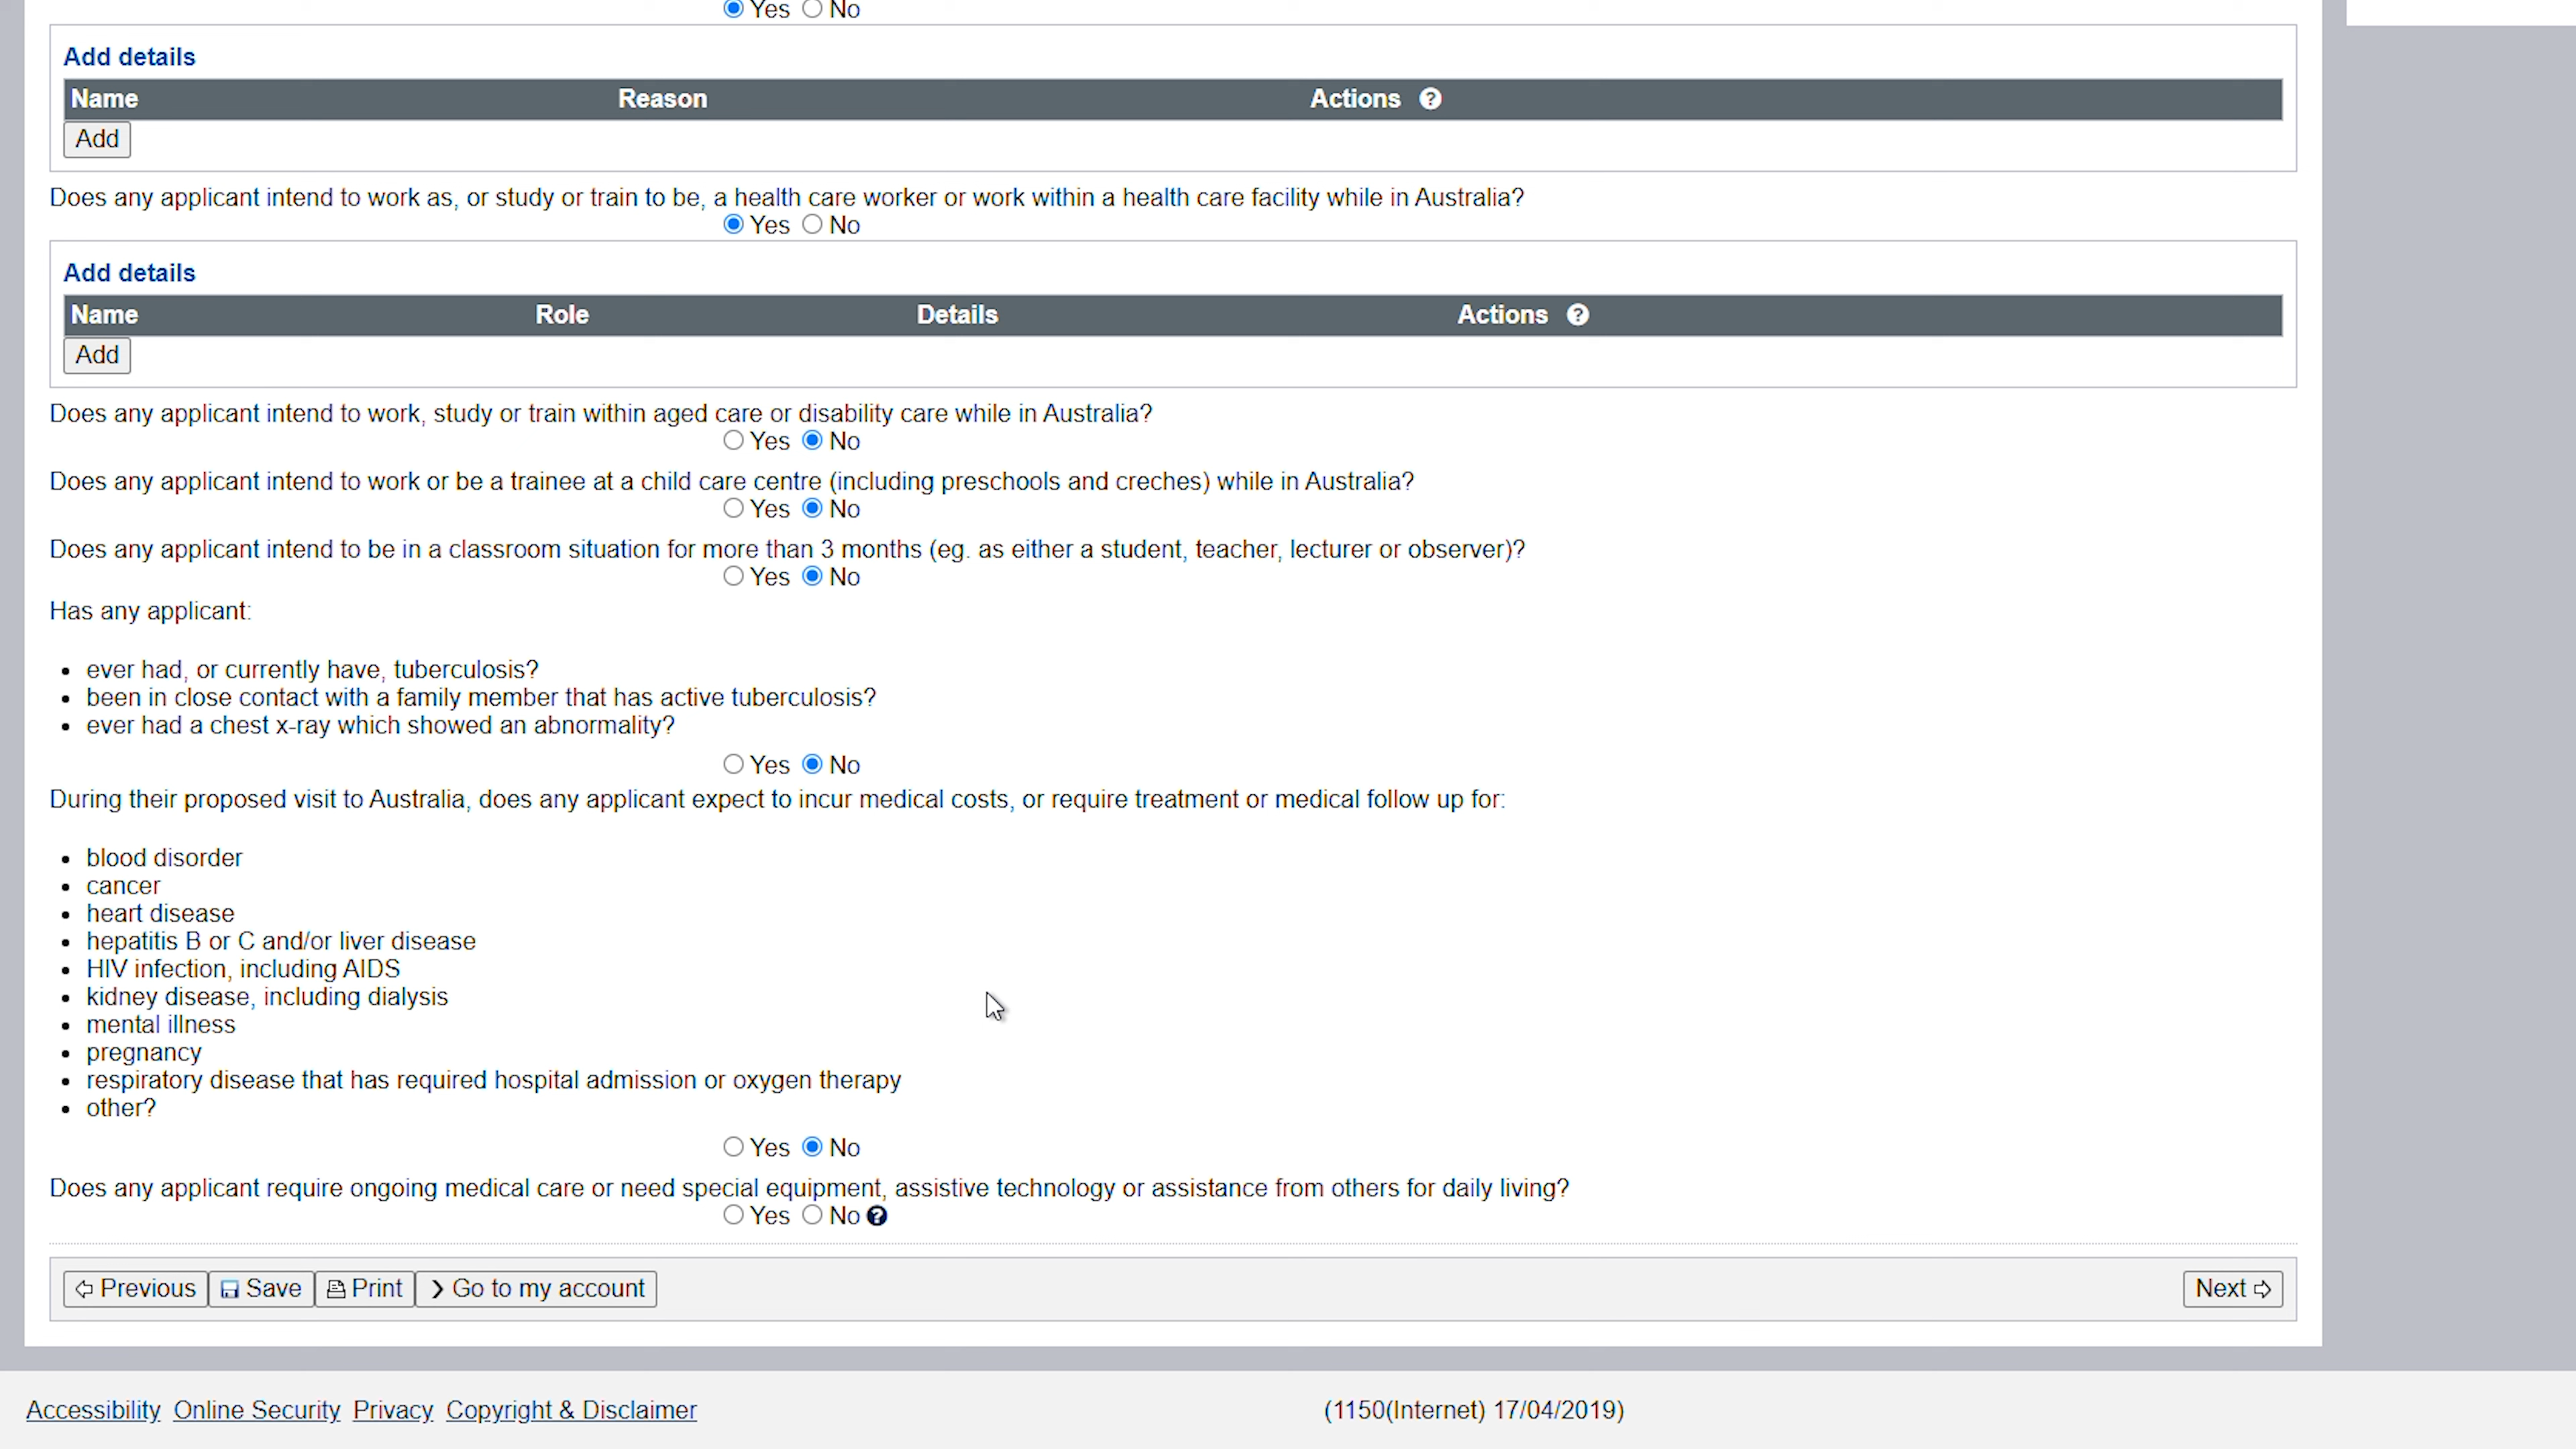 Yes No
Add details
Name Reason Actions ?
Add
Does any applicant intend to work as, or study or train to be, a health care worker or work within a health care facility while in Australia?
Yes No
Add details
Name Role Details Actions ?
Add
Does any applicant intend to work, study or train within aged care or disability care while in Australia?
Yes No
Does any applicant intend to work or be a trainee at a child care centre (including preschools and creches) while in Australia?
Yes No
Does any applicant intend to be in a classroom situation for more than 3 months (eg. as either a student, teacher, lecturer or observer)?
Yes No
Has any applicant:
• ever had, or currently have, tuberculosis?
• been in close contact with a family member that has active tuberculosis?
• ever had a chest x-ray which showed an abnormality?
Yes No
During their proposed visit to Australia, does any applicant expect to incur medical costs, or require treatment or medical follow up for:
• blood disorder
• cancer
• heart disease
• hepatitis B or C and/or liver disease
• HIV infection, including AIDS
• kidney disease, including dialysis
• mental illness
• pregnancy
• respiratory disease that has required hospital admission or oxygen therapy
• other?
Yes No
Does any applicant require ongoing medical care or need special equipment, assistive technology or assistance from others for daily living?
Yes No ?
Previous Save Print Go to my account Next
Accessibility Online Security Privacy Copyright & Disclaimer (1150(Internet) 17/04/2019)